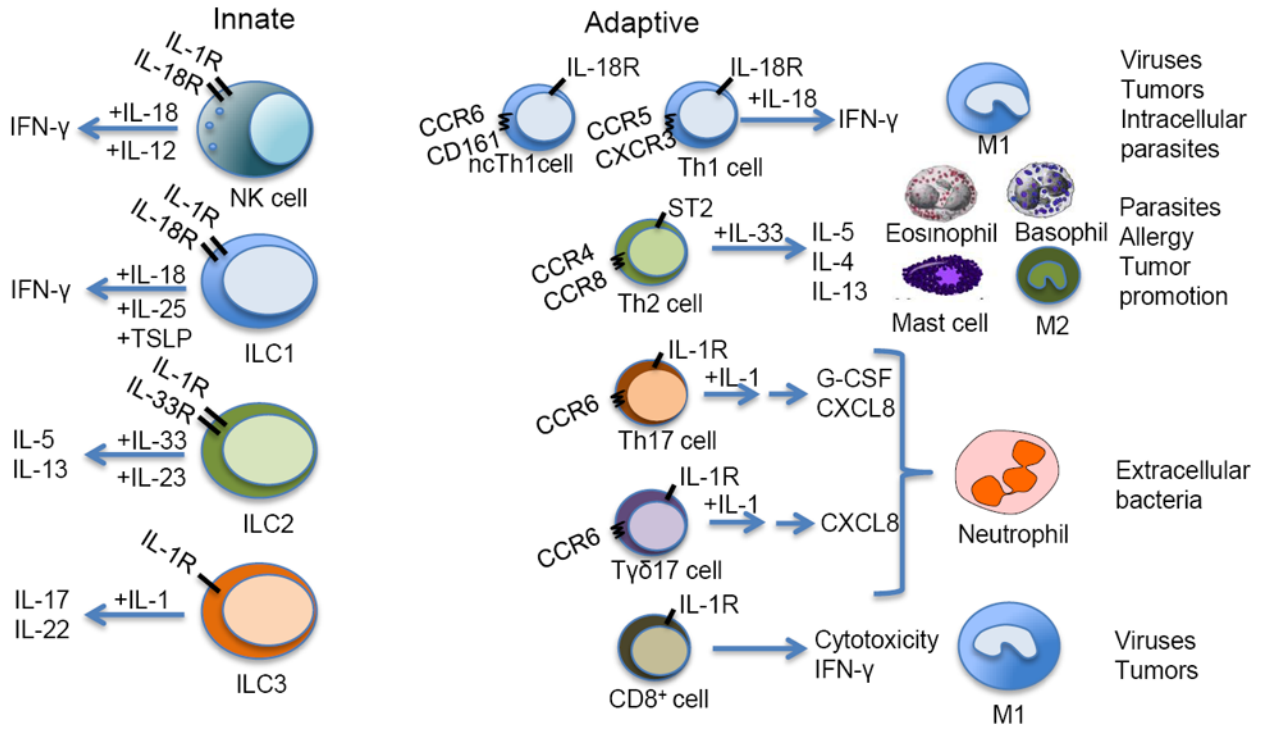 Innate
IL-1R
IL-18R
+IL-18
IFN-γ
+IL-12
NK cell
IL-1R
IL-18R
+IL-18
IFN-γ
+IL-25
+TSLP
ILC1
IL-1R
IL-33R
IL-5
+IL-33
IL-13
+IL-23
ILC2
IL-1R
IL-17
+IL-1
IL-22
ILC3
Adaptive
IL-18R
CCR6
CD161
ncTh1cell
IL-18R
+IL-18
CCR5
CXCR3
Th1 cell
IFN-γ
M1
Viruses
Tumors
Intracellular
parasites
ST2
+IL-33
CCR4
CCR8
Th2 cell
IL-5
IL-4
IL-13
Eosinophil
Basophil
Mast cell
M2
Parasites
Allergy
Tumor
promotion
IL-1R
+IL-1
CCR6
Th17 cell
G-CSF
CXCL8
IL-1R
+IL-1
CCR6
Tγδ17 cell
CXCL8
Neutrophil
Extracellular
bacteria
IL-1R
CD8+ cell
Cytotoxicity
IFN-γ
M1
Viruses
Tumors